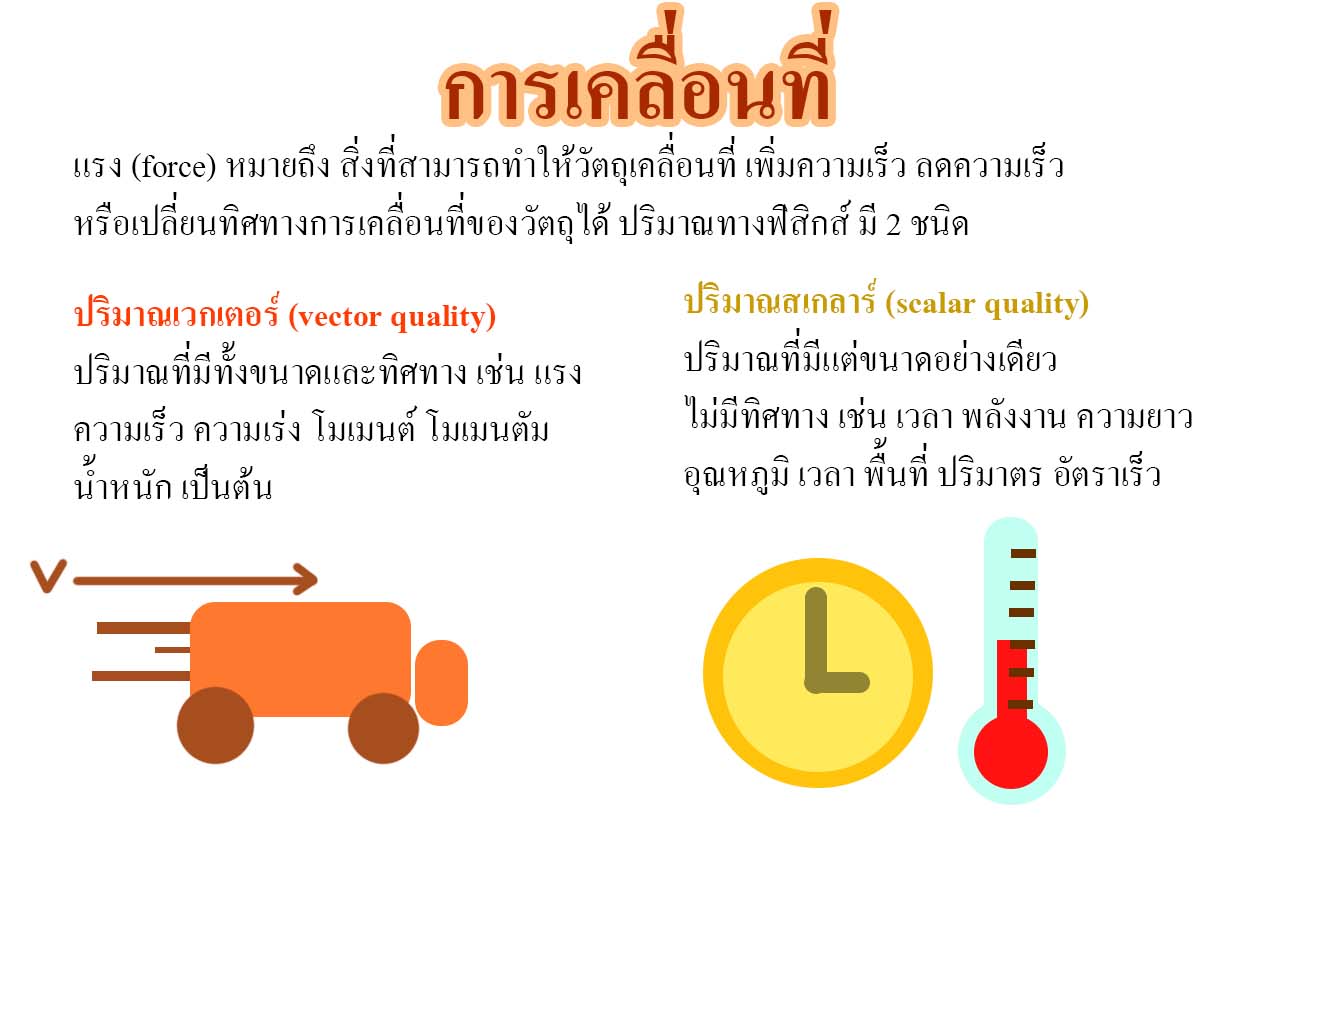 การเคลื่อนที่
แรง (force) หมายถึง สิ่งที่สามารถทำให้วัตถุเคลื่อนที่ เพิ่มความเร็ว ลดความเร็ว
หรือเปลี่ยนทิศทางการเคลื่อนที่ของวัตถุได้ ปริมาณทางฟิสิกส์ มี 2 ชนิด
ปริมาณเวกเตอร์ (vector quality)
ปริมาณที่มีทั้งขนาดและทิศทาง เช่น แรง
ความเร็ว ความเร่ง โมเมนต์ โมเมนตัม
น้ำหนัก เป็นต้น
V
ปริมาณสเกลาร์ (scalar quality)
ปริมาณที่มีแต่ขนาดอย่างเดียว
ไม่มีทิศทาง เช่น เวลา พลังงาน ความยาว
อุณหภูมิ เวลา พื้นที่ ปริมาตร อัตราเร็ว